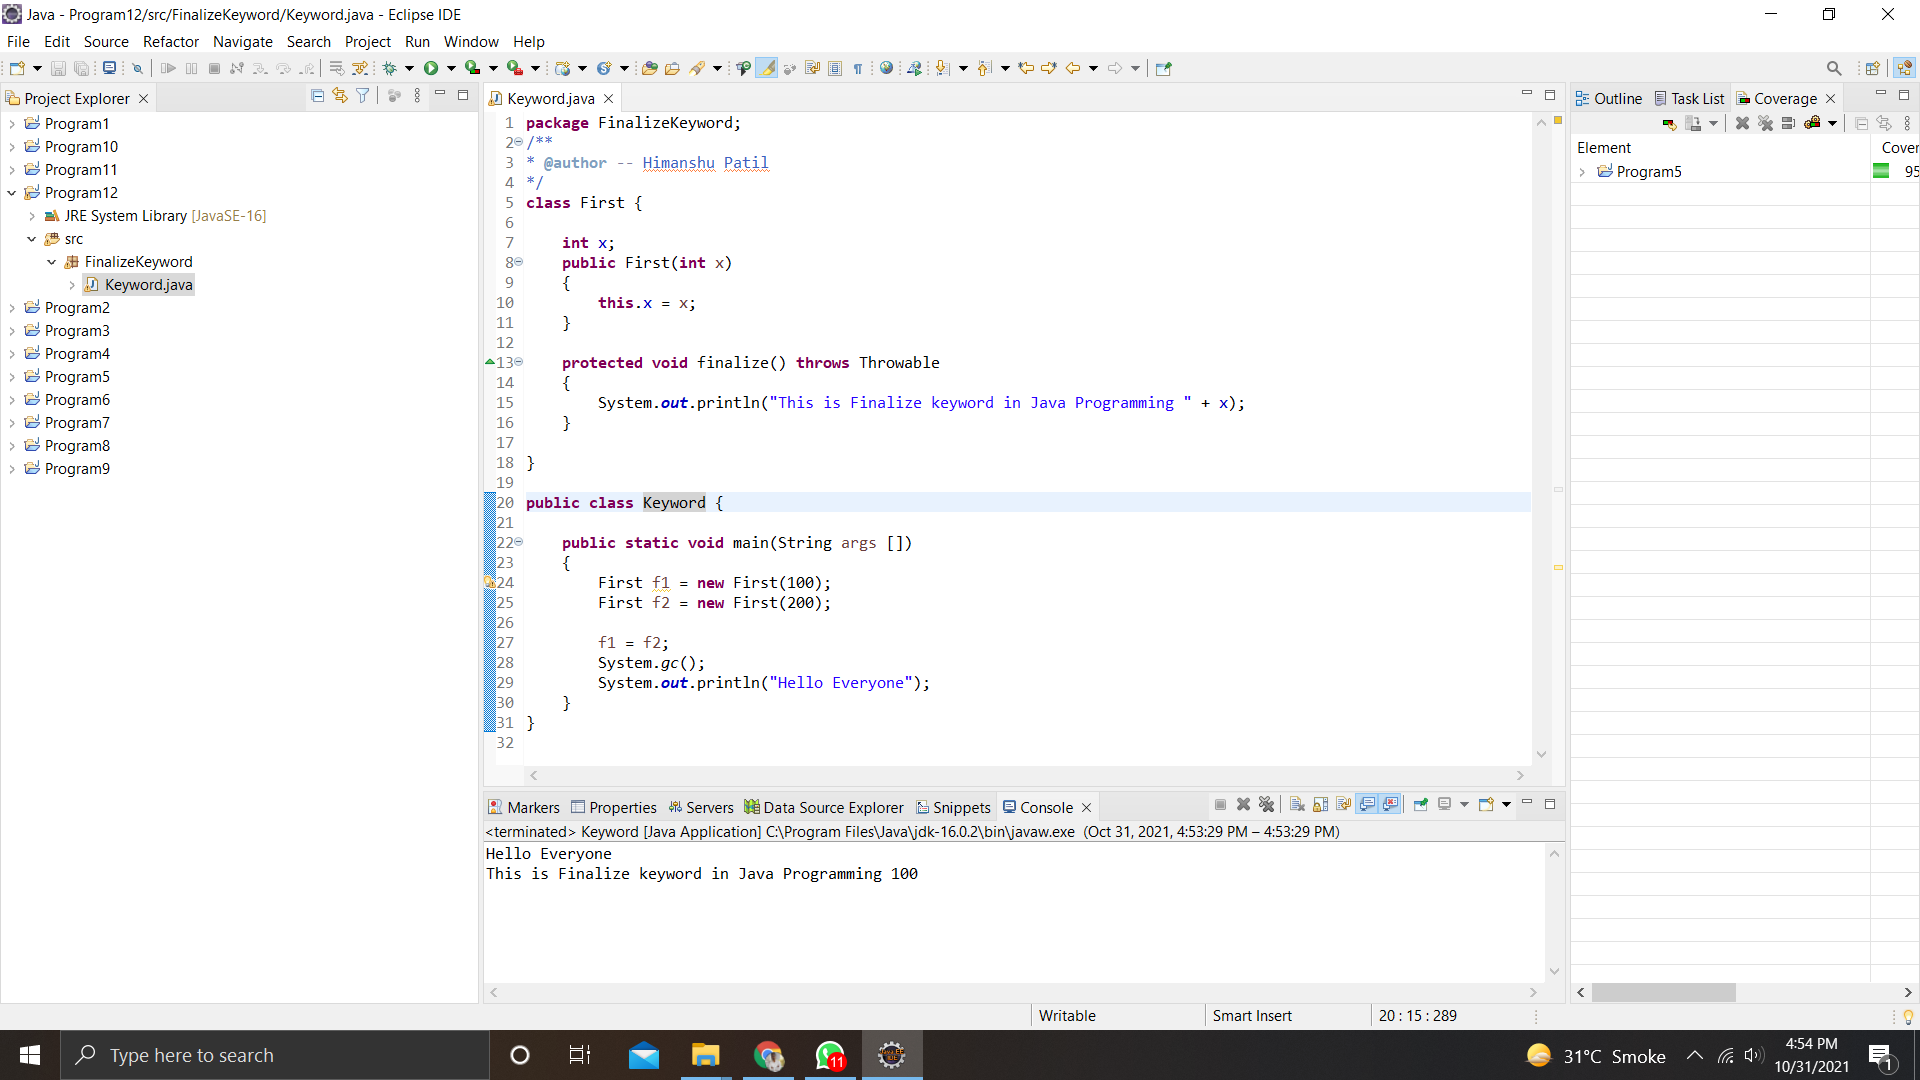 Java - Program12/src/FinalizeKeyword/Keyword.java - Eclipse IDE
File Edit Source Refactor Navigate Search Project Run Window Help
Project Explorer
Program1
Program10
Program11
Program12
JRE System Library [JavaSE-16]
src
FinalizeKeyword
Keyword.java
Program2
Program3
Program4
Program5
Program6
Program7
Program8
Program9
Keyword.java
1 package FinalizeKeyword;
2 /**
3 * @author -- Himanshu Patil
4 */
5 class First {
6
7     int x;
8     public First(int x)
9     {
10         this.x = x;
11     }
12
13     protected void finalize() throws Throwable
14     {
15         System.out.println("This is Finalize keyword in Java Programming " + x);
16     }
17
18 }
19
20 public class Keyword {
21
22     public static void main(String args [])
23     {
24         First f1 = new First(100);
25         First f2 = new First(200);
26
27         f1 = f2;
28         System.gc();
29         System.out.println("Hello Everyone");
30     }
31 }
32
Outline Task List Coverage
Element Cover
Program5 95
Markers Properties Servers Data Source Explorer Snippets Console
<terminated> Keyword [Java Application] C:\Program Files\Java\jdk-16.0.2\bin\javaw.exe (Oct 31, 2021, 4:53:29 PM – 4:53:29 PM)
Hello Everyone
This is Finalize keyword in Java Programming 100
Writable Smart Insert 20 : 15 : 289
Type here to search
11
31°C Smoke
4:54 PM
10/31/2021
1